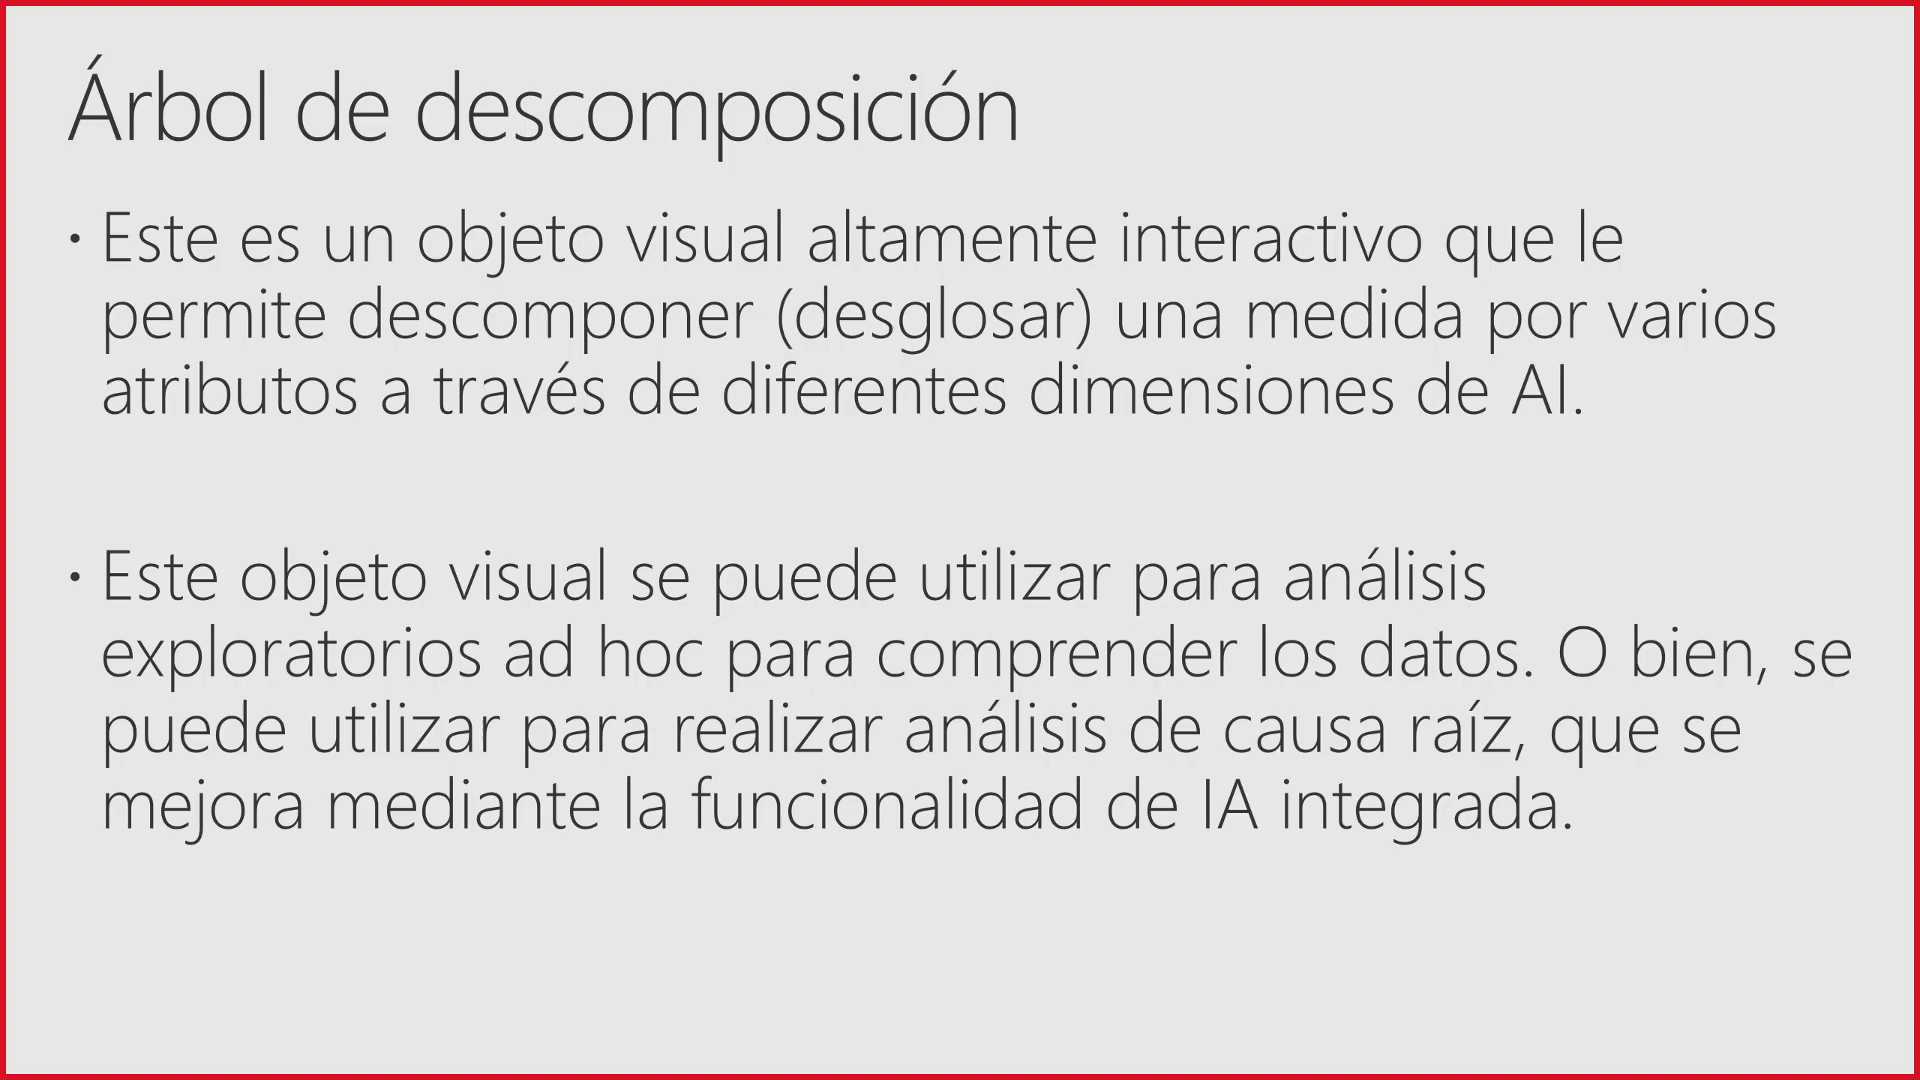 Árbol de descomposición
• Este es un objeto visual altamente interactivo que le
permite descomponer (desglosar) una medida por varios
atributos a través de diferentes dimensiones de AI.
• Este objeto visual se puede utilizar para análisis
exploratorios ad hoc para comprender los datos. O bien, se
puede utilizar para realizar análisis de causa raíz, que se
mejora mediante la funcionalidad de IA integrada.